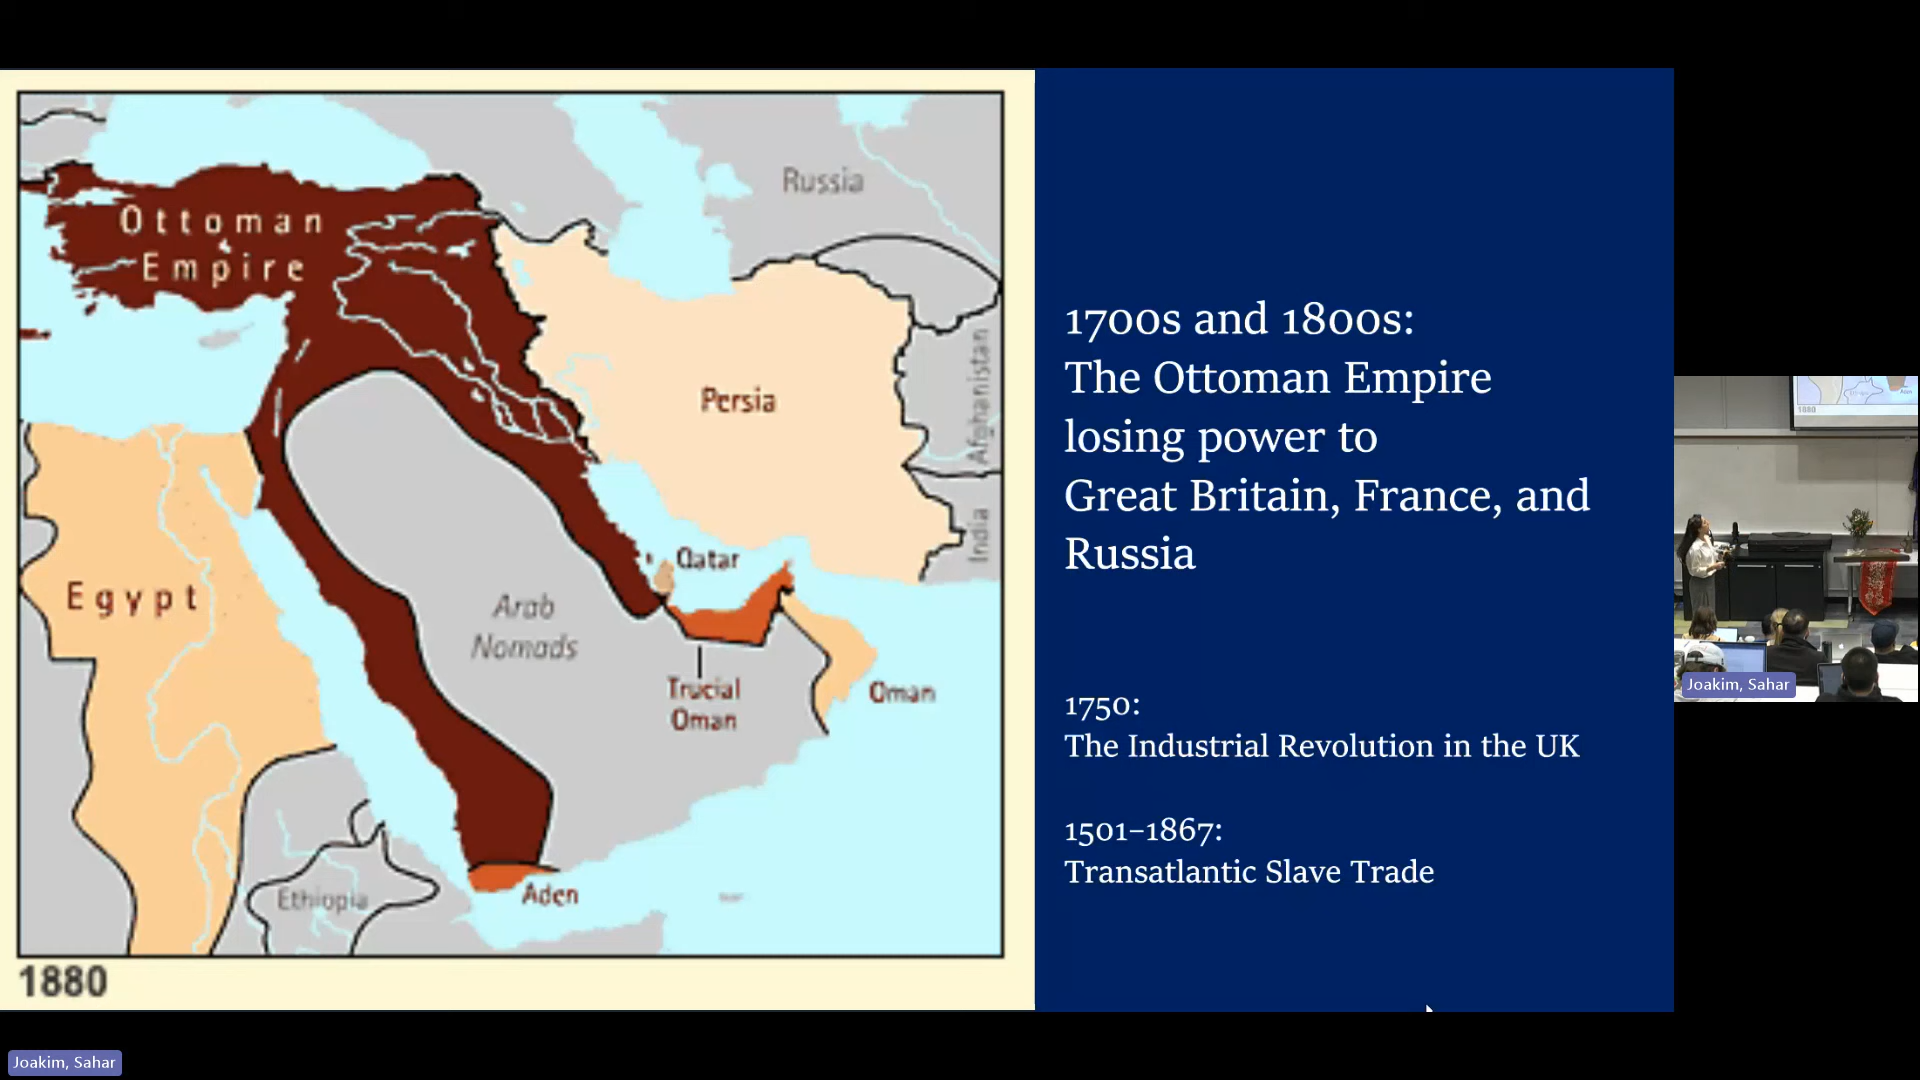 Ottoman
Empire
Russia
Persia
Afghanistan
India
Egypt
Qatar
Arab
Nomads
Trucial
Oman
Oman
Ethiopia
Aden
1880
1700s and 1800s:
The Ottoman Empire
losing power to
Great Britain, France, and
Russia
1750:
The Industrial Revolution in the UK
1501–1867:
Transatlantic Slave Trade
1880
Joakim, Sahar
Joakim, Sahar